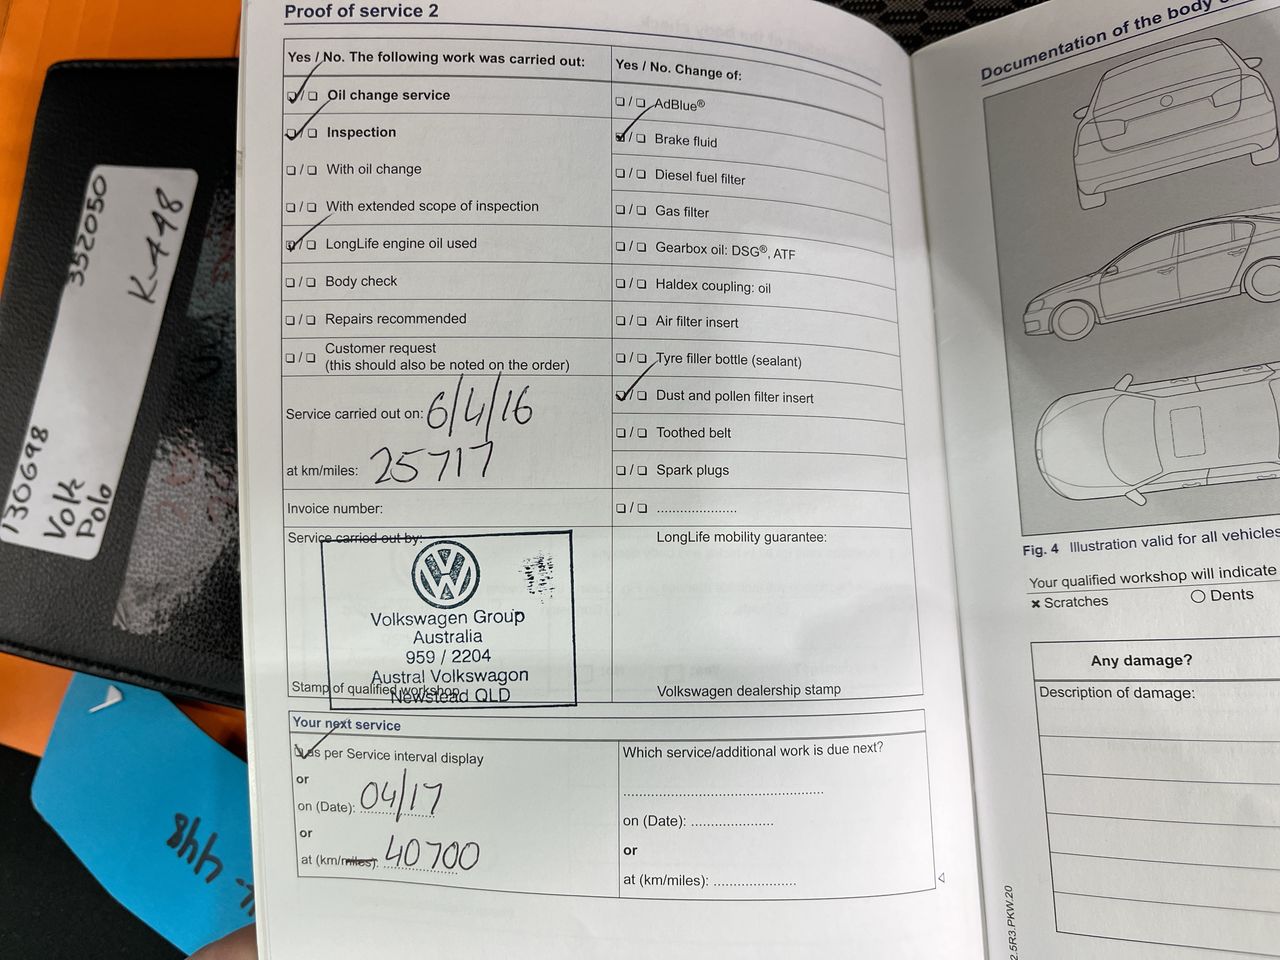 Proof of service 2
Yes / No. The following work was carried out:
☑/❏ Oil change service
☑/❏ Inspection
❏/❏ With oil change
❏/❏ With extended scope of inspection
☑/❏ LongLife engine oil used
❏/❏ Body check
❏/❏ Repairs recommended
❏/❏ Customer request
(this should also be noted on the order)
Service carried out on: 6/4/16
at km/miles: 25717
Invoice number:
Service carried out by:
Volkswagen Group
Australia
959 / 2204
Austral Volkswagen
Newstead QLD
Stamp of qualified workshop
Yes / No. Change of:
❏/❏ AdBlue®
☑/❏ Brake fluid
❏/❏ Diesel fuel filter
❏/❏ Gas filter
❏/❏ Gearbox oil: DSG®, ATF
❏/❏ Haldex coupling: oil
❏/❏ Air filter insert
❏/❏ Tyre filler bottle (sealant)
☑/❏ Dust and pollen filter insert
❏/❏ Toothed belt
❏/❏ Spark plugs
❏/❏ ....................
LongLife mobility guarantee:
Volkswagen dealership stamp
Your next service
☑ as per Service interval display
or
on (Date): 04/17
or
at (km/miles): 40700
Which service/additional work is due next?
on (Date): ....................
or
at (km/miles): ....................
Documentation of the body
Fig. 4 Illustration valid for all vehicles
Your qualified workshop will indicate
× Scratches ○ Dents
Any damage?
Description of damage:
2.5R3.PKW.20
130698 352050
Volk K-448
Polo
448